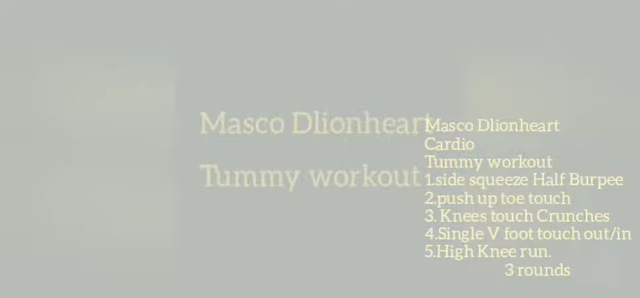 Masco Dlionheart
Tummy workout
Masco Dlionheart
Cardio
Tummy workout
1.side squeeze Half Burpee
2.push up toe touch
3. Knees touch Crunches
4.Single V foot touch out/in
5.High Knee run.
3 rounds